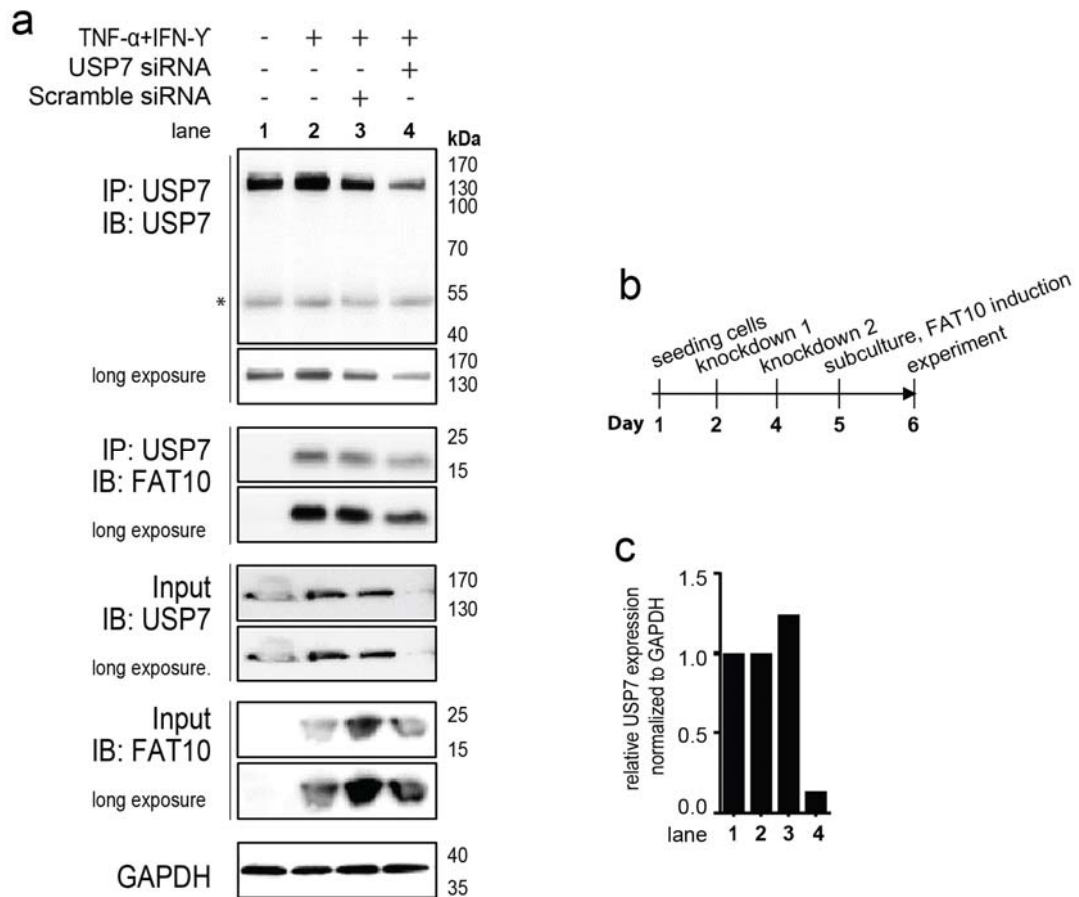 a
TNF-α+IFN-ϒ - + + +
USP7 siRNA - - - +
Scramble siRNA - - + -
lane 1 2 3 4 kDa
IP: USP7
IB: USP7
170
130
100
70
55
40
*
long exposure
170
130
IP: USP7
IB: FAT10
25
15
long exposure
Input
IB: USP7
170
130
long exposure.
Input
IB: FAT10
25
15
long exposure
GAPDH
40
35
b
seeding cells
knockdown 1
knockdown 2
subculture, FAT10 induction
experiment
Day 1 2 4 5 6
c
relative USP7 expression
normalized to GAPDH
1.5
1.0
0.5
0.0
lane 1 2 3 4